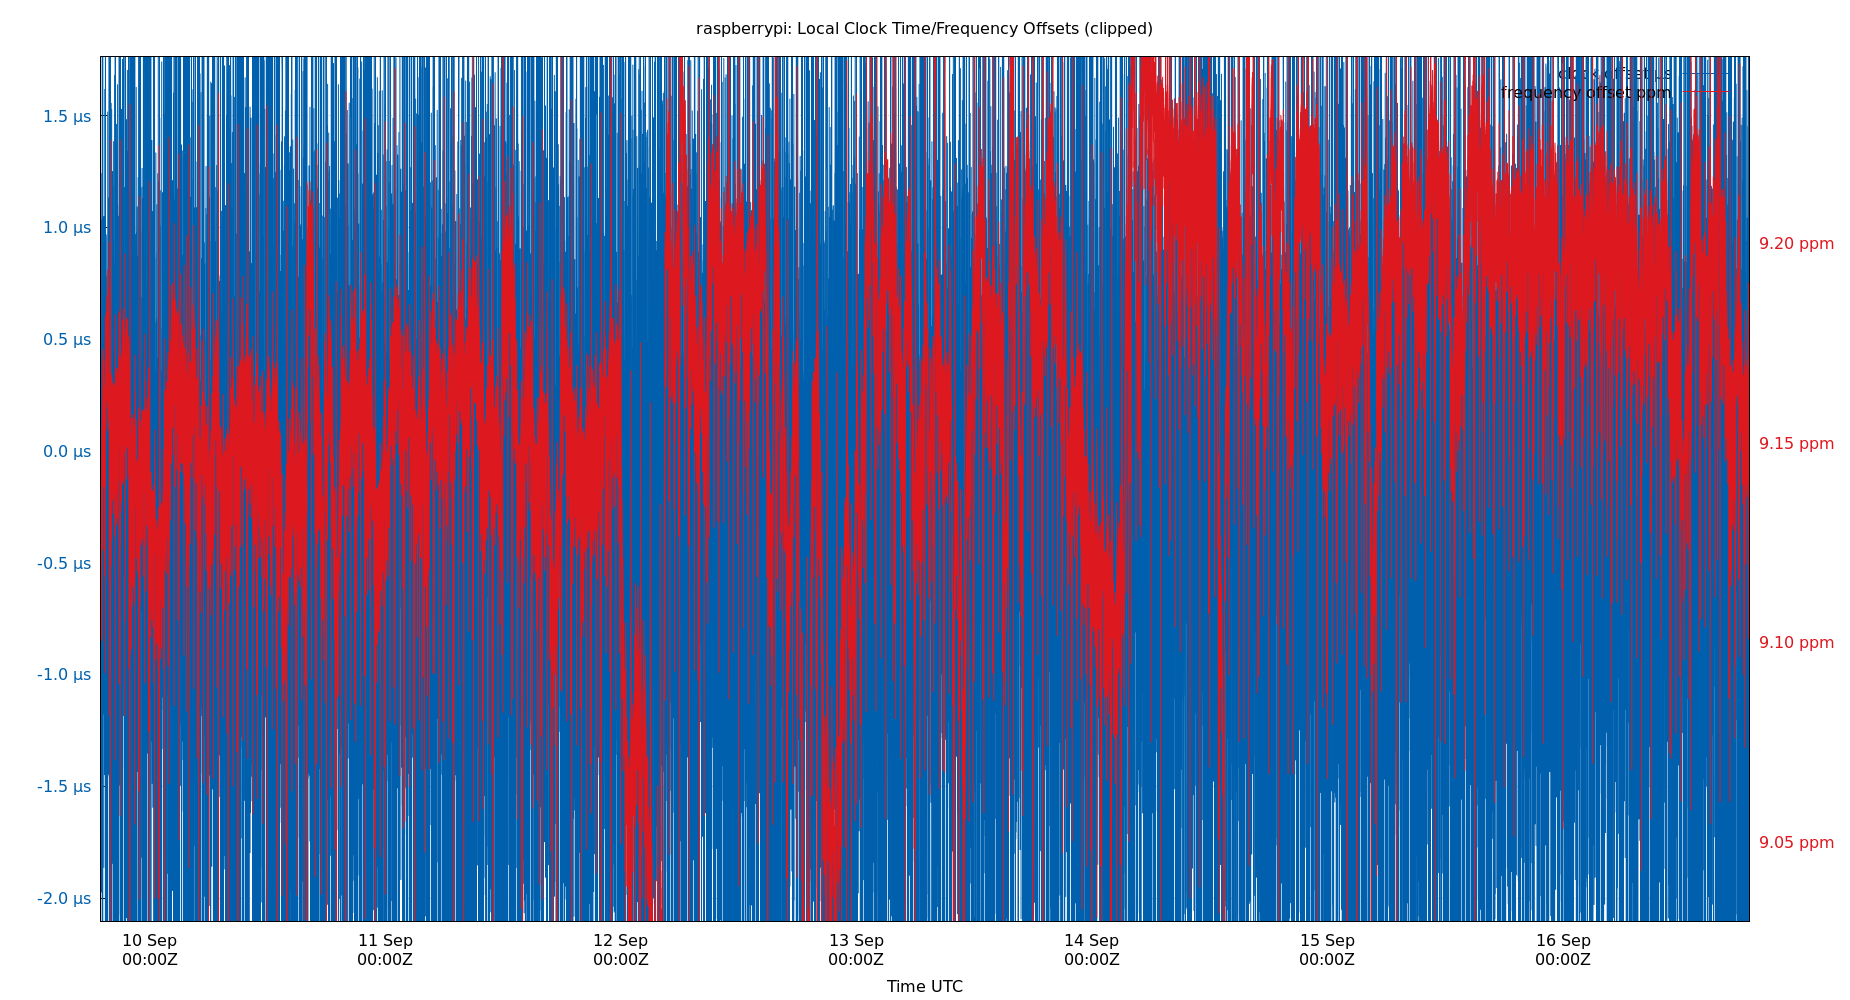 raspberrypi: Local Clock Time/Frequency Offsets (clipped)
clock offset µs
frequency offset ppm
1.5 µs
1.0 µs
0.5 µs
0.0 µs
-0.5 µs
-1.0 µs
-1.5 µs
-2.0 µs
9.20 ppm
9.15 ppm
9.10 ppm
9.05 ppm
10 Sep
00:00Z
11 Sep
00:00Z
12 Sep
00:00Z
13 Sep
00:00Z
14 Sep
00:00Z
15 Sep
00:00Z
16 Sep
00:00Z
Time UTC